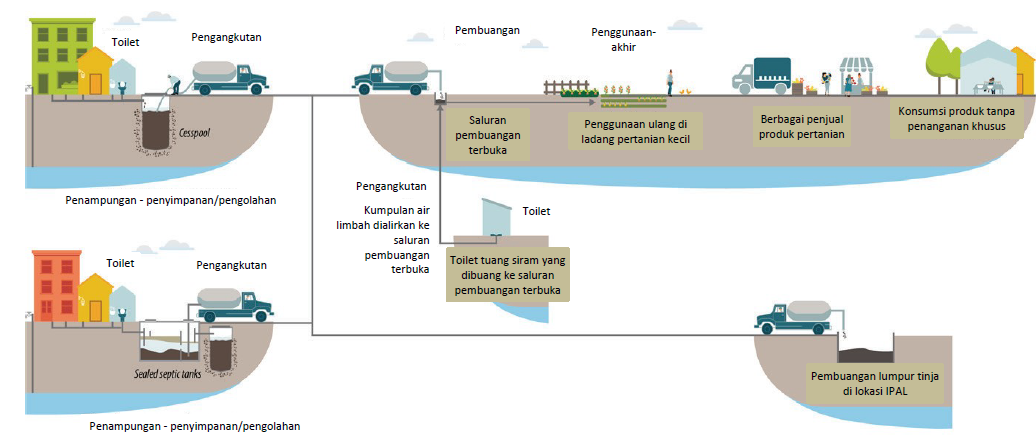 Toilet
Pengangkutan
Cesspool
Penampungan - penyimpanan/pengolahan
Pembuangan
Penggunaan-
akhir
Saluran
pembuangan
terbuka
Penggunaan ulang di
ladang pertanian kecil
Berbagai penjual
produk pertanian
Konsumsi produk tanpa
penanganan khusus
Pengangkutan
Kumpulan air
limbah dialirkan ke
saluran
pembuangan
terbuka
Toilet
Toilet tuang siram yang
dibuang ke saluran
pembuangan terbuka
Toilet
Pengangkutan
Sealed septic tanks
Penampungan - penyimpanan/pengolahan
Pembuangan lumpur tinja
di lokasi IPAL